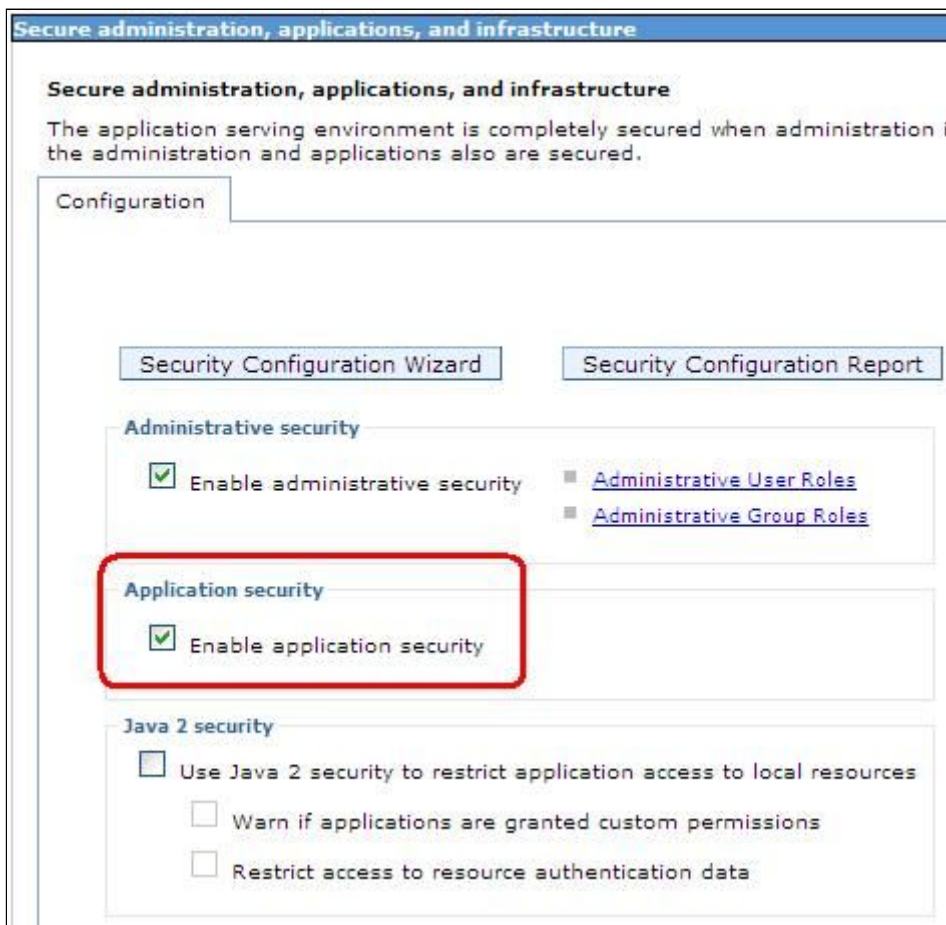 Secure administration, applications, and infrastructure
Secure administration, applications, and infrastructure
The application serving environment is completely secured when administration
the administration and applications also are secured.
Configuration
Security Configuration Wizard Security Configuration Report
Administrative security
Enable administrative security Administrative User Roles
Administrative Group Roles
Application security
Enable application security
Java 2 security
Use Java 2 security to restrict application access to local resources
Warn if applications are granted custom permissions
Restrict access to resource authentication data